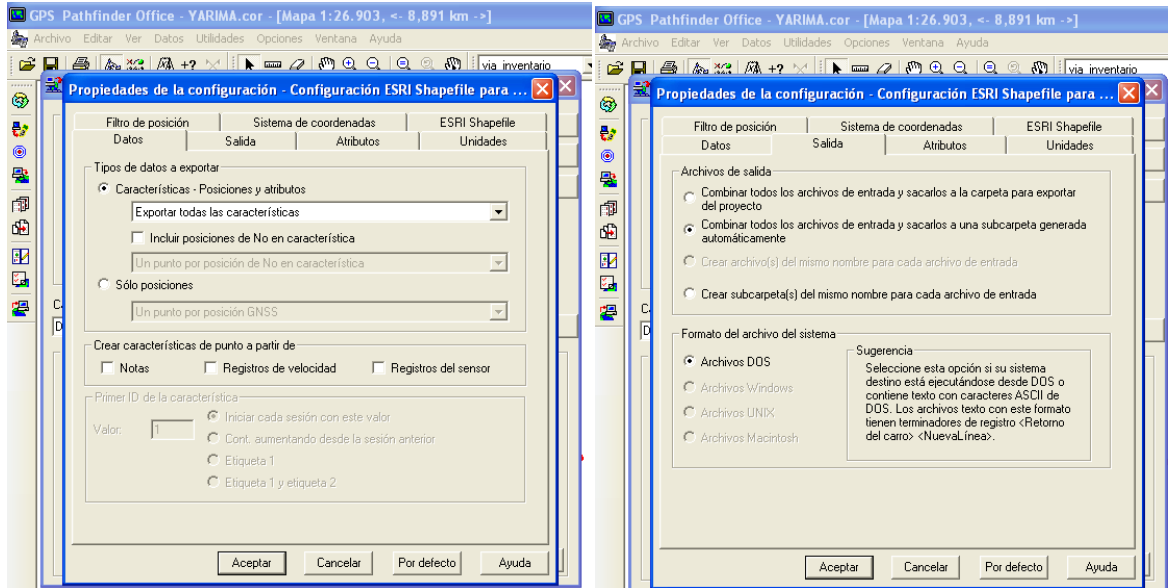 GPS Pathfinder Office - YARIMA.cor - [Mapa 1:26.903, <- 8,891 km ->]
Archivo Editar Ver Datos Utilidades Opciones Ventana Ayuda
via inventario
Propiedades de la configuración - Configuración ESRI Shapefile para ...
Filtro de posición Sistema de coordenadas ESRI Shapefile
Datos Salida Atributos Unidades
Tipos de datos a exportar
Características - Posiciones y atributos
Exportar todas las características
Incluir posiciones de No en característica
Un punto por posición de No en característica
Sólo posiciones
Un punto por posición GNSS
Crear características de punto a partir de
Notas Registros de velocidad Registros del sensor
Primer ID de la característica
Valor: 1 Iniciar cada sesión con este valor
Cont. aumentando desde la sesión anterior
Etiqueta 1
Etiqueta 1 y etiqueta 2
Aceptar Cancelar Por defecto Ayuda
GPS Pathfinder Office - YARIMA.cor - [Mapa 1:26.903, <- 8,891 km ->]
Archivo Editar Ver Datos Utilidades Opciones Ventana Ayuda
via inventario
Propiedades de la configuración - Configuración ESRI Shapefile para ...
Filtro de posición Sistema de coordenadas ESRI Shapefile
Datos Salida Atributos Unidades
Archivos de salida
Combinar todos los archivos de entrada y sacarlos a la carpeta para exportar
del proyecto
Combinar todos los archivos de entrada y sacarlos a una subcarpeta generada
automáticamente
Crear archivo(s) del mismo nombre para cada archivo de entrada
Crear subcarpeta(s) del mismo nombre para cada archivo de entrada
Formato del archivo del sistema
Archivos DOS
Archivos Windows
Archivos UNIX
Archivos Macintosh
Sugerencia
Seleccione esta opción si su sistema
destino está ejecutándose desde DOS o
contiene texto con caracteres ASCII de
DOS. Los archivos texto con este formato
tienen terminadores de registro <Retorno
del carro> <NuevaLínea>.
Aceptar Cancelar Por defecto Ayuda